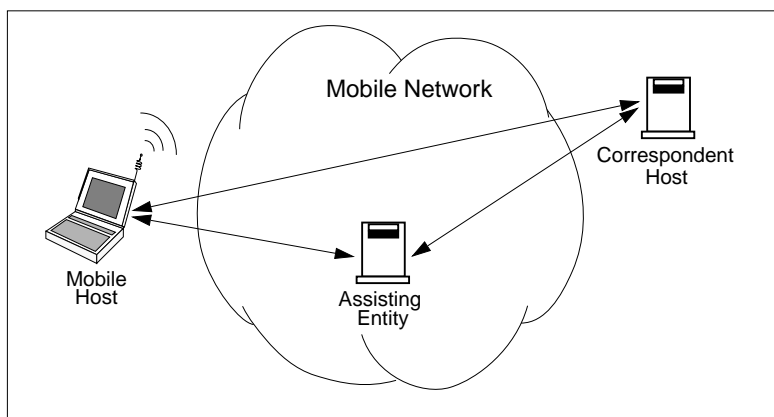 Mobile Network
Correspondent
Host
Mobile
Host
Assisting
Entity